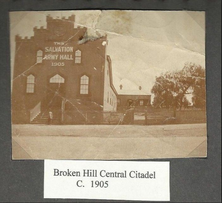 THE
SALVATION
ARMY HALL
Broken Hill Central Citadel
C. 1905